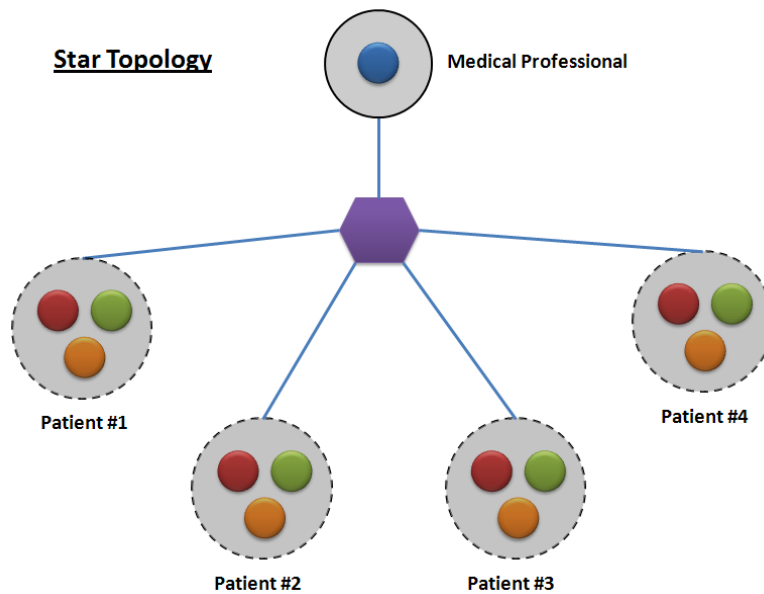 Star Topology
Medical Professional
Patient #1
Patient #4
Patient #2
Patient #3